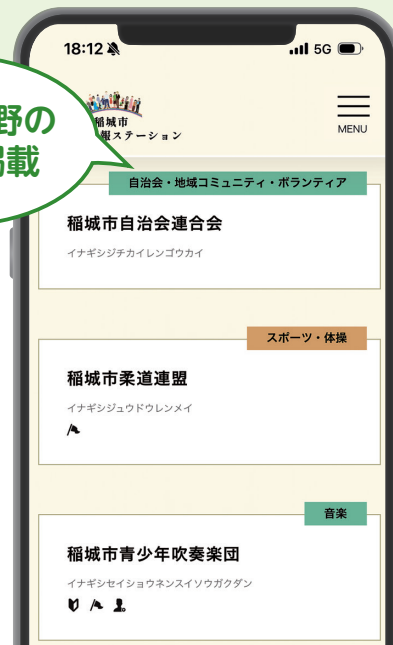 18:12
5G
野の
載
稲城市
報ステーション
MENU
自治会・地域コミュニティ・ボランティア
稲城市自治会連合会
イナギシジチカイレンゴウカイ
スポーツ・体操
稲城市柔道連盟
イナギシジュウドウレンメイ
音楽
稲城市青少年吹奏楽団
イナギシセイショウネンスイソウガクダン